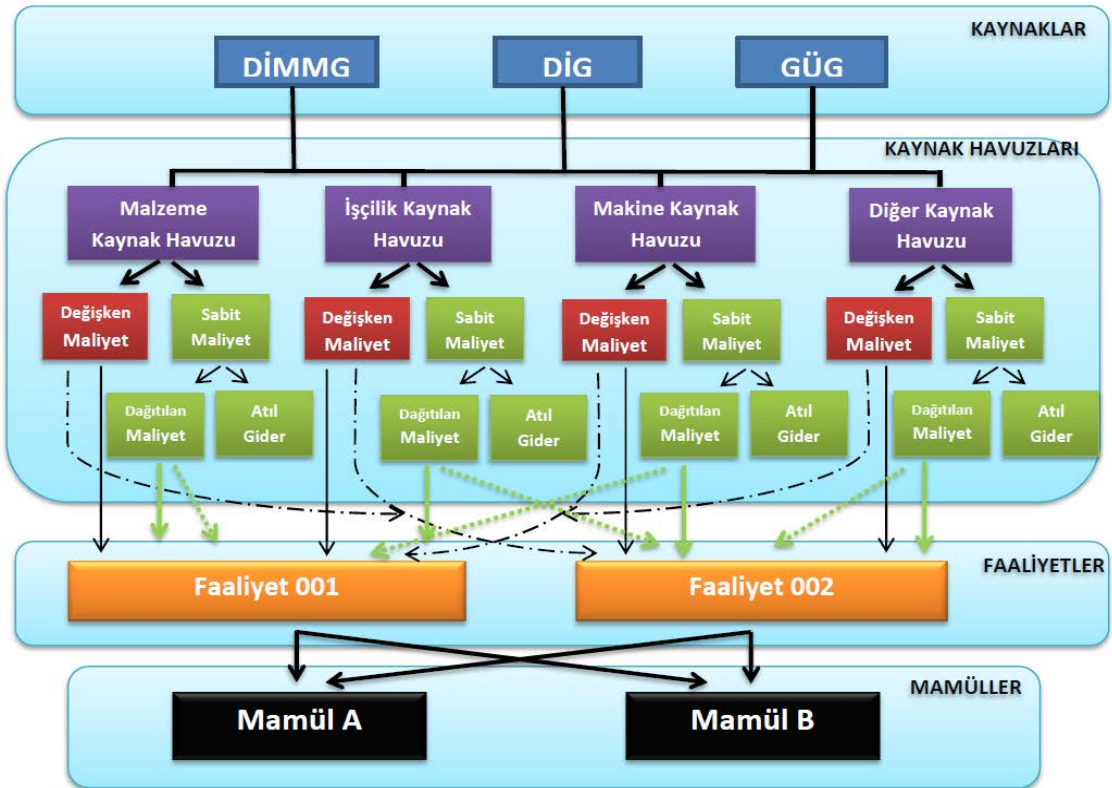 KAYNAKLAR
DİMMG
DİG
GÜG
KAYNAK HAVUZLARI
Malzeme
Kaynak Havuzu
İşçilik Kaynak
Havuzu
Makine Kaynak
Havuzu
Diğer Kaynak
Havuzu
Değişken
Maliyet
Sabit
Maliyet
Değişken
Maliyet
Sabit
Maliyet
Değişken
Maliyet
Sabit
Maliyet
Değişken
Maliyet
Sabit
Maliyet
Dağıtılan
Maliyet
Atıl
Gider
Dağıtılan
Maliyet
Atıl
Gider
Dağıtılan
Maliyet
Atıl
Gider
Dağıtılan
Maliyet
Atıl
Gider
FAALİYETLER
Faaliyet 001
Faaliyet 002
MAMÜLLER
Mamül A
Mamül B